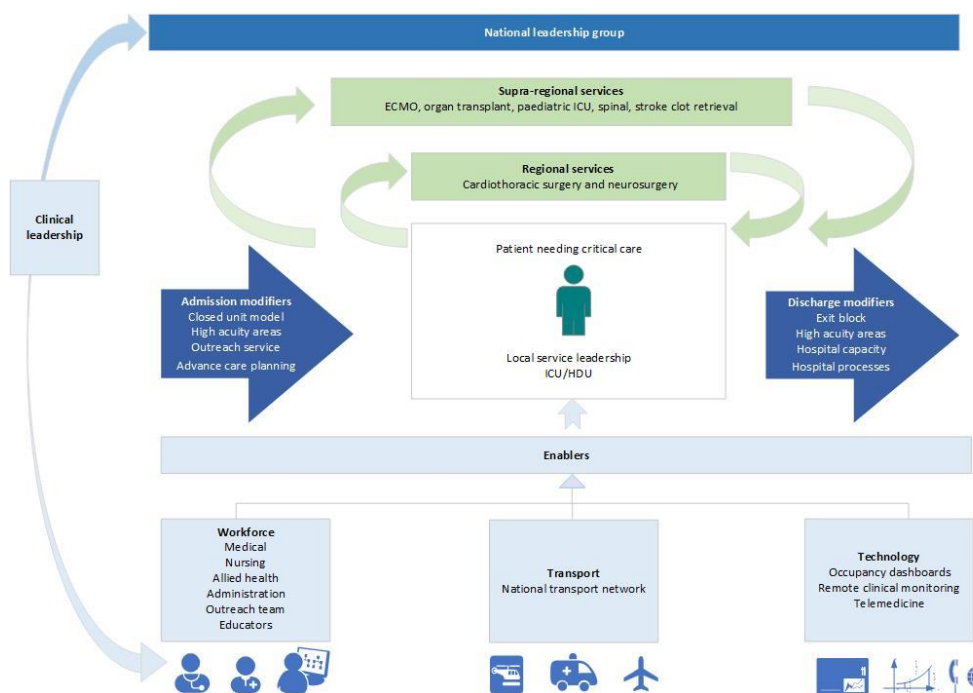 National leadership group
Supra-regional services
ECMO, organ transplant, paediatric ICU, spinal, stroke clot retrieval
Regional services
Cardiothoracic surgery and neurosurgery
Clinical
leadership
Patient needing critical care
Local service leadership
ICU/HDU
Admission modifiers
Closed unit model
High acuity areas
Outreach service
Advance care planning
Discharge modifiers
Exit block
High acuity areas
Hospital capacity
Hospital processes
Enablers
Workforce
Medical
Nursing
Allied health
Administration
Outreach team
Educators
Transport
National transport network
Technology
Occupancy dashboards
Remote clinical monitoring
Telemedicine